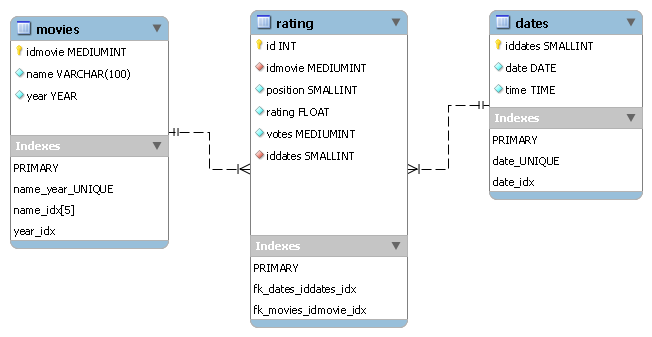 movies
idmovie MEDIUMINT
name VARCHAR(100)
year YEAR
Indexes
PRIMARY
name_year_UNIQUE
name_idx[5]
year_idx
rating
id INT
idmovie MEDIUMINT
position SMALLINT
rating FLOAT
votes MEDIUMINT
iddates SMALLINT
Indexes
PRIMARY
fk_dates_iddates_idx
fk_movies_idmovie_idx
dates
iddates SMALLINT
date DATE
time TIME
Indexes
PRIMARY
date_UNIQUE
date_idx